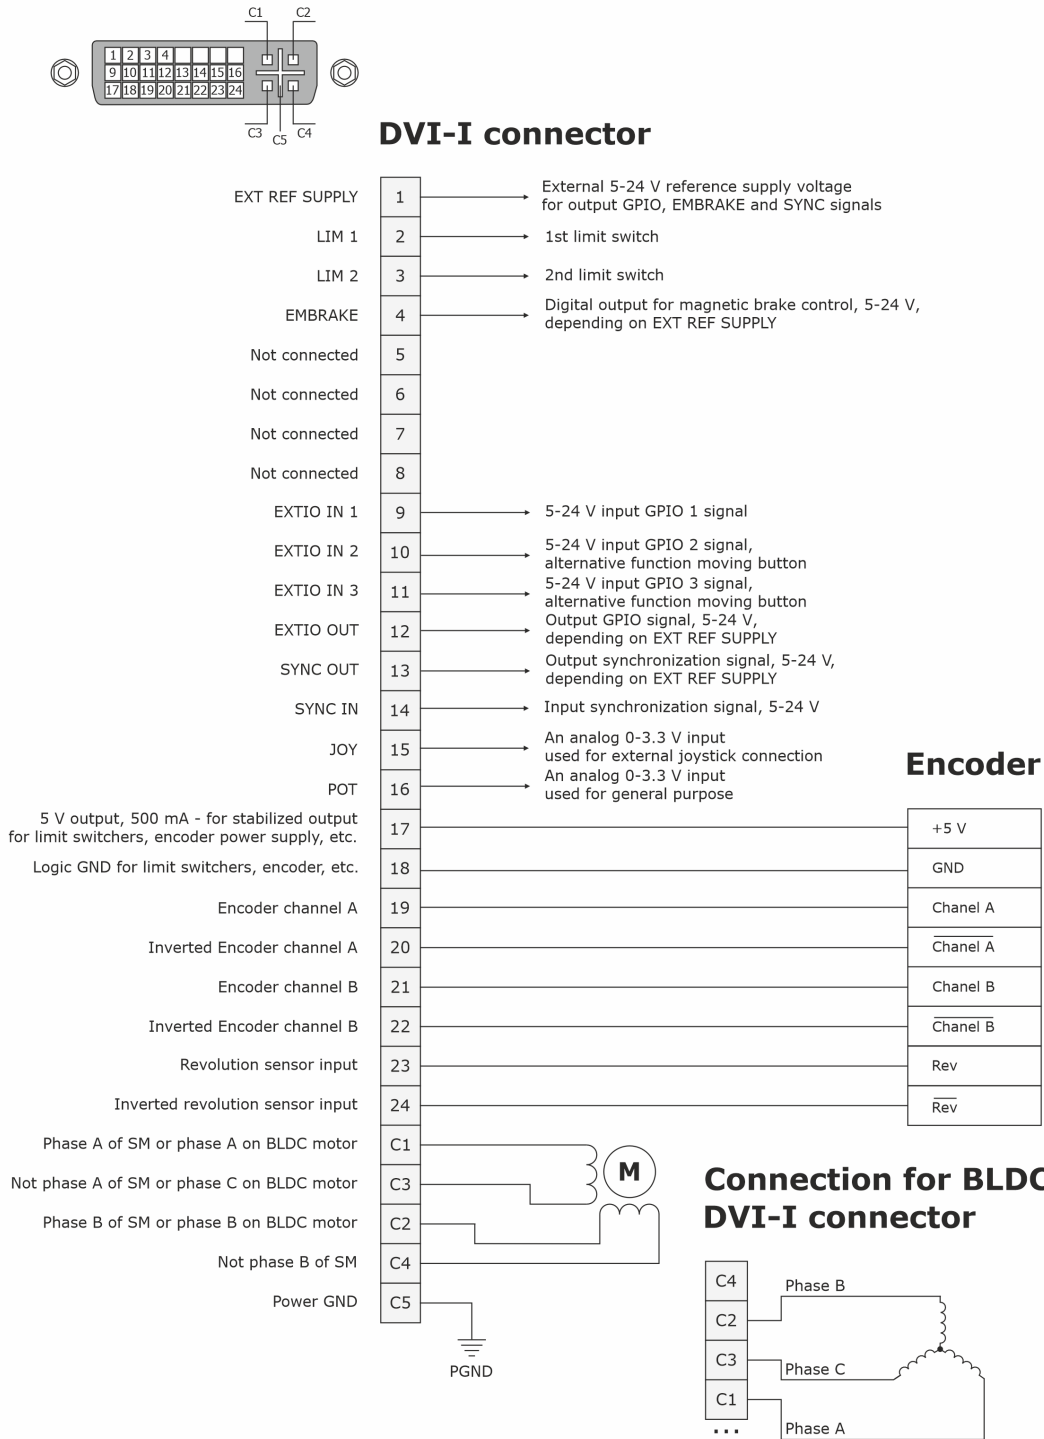 C1 C2
1 2 3 4
9 10 11 12 13 14 15 16
17 18 19 20 21 22 23 24
C3 C5 C4
DVI-I connector
EXT REF SUPPLY 1 External 5-24 V reference supply voltage
for output GPIO, EMBRAKE and SYNC signals
LIM 1 2 1st limit switch
LIM 2 3 2nd limit switch
EMBRAKE 4 Digital output for magnetic brake control, 5-24 V,
depending on EXT REF SUPPLY
Not connected 5
Not connected 6
Not connected 7
Not connected 8
EXTIO IN 1 9 5-24 V input GPIO 1 signal
EXTIO IN 2 10 5-24 V input GPIO 2 signal,
alternative function moving button
EXTIO IN 3 11 5-24 V input GPIO 3 signal,
alternative function moving button
EXTIO OUT 12 Output GPIO signal, 5-24 V,
depending on EXT REF SUPPLY
SYNC OUT 13 Output synchronization signal, 5-24 V,
depending on EXT REF SUPPLY
SYNC IN 14 Input synchronization signal, 5-24 V
JOY 15 An analog 0-3.3 V input
used for external joystick connection
POT 16 An analog 0-3.3 V input
used for general purpose
Encoder
5 V output, 500 mA - for stabilized output
for limit switchers, encoder power supply, etc. 17 +5 V
Logic GND for limit switchers, encoder, etc. 18 GND
Encoder channel A 19 Chanel A
Inverted Encoder channel A 20 Chanel A
Encoder channel B 21 Chanel B
Inverted Encoder channel B 22 Chanel B
Revolution sensor input 23 Rev
Inverted revolution sensor input 24 Rev
Phase A of SM or phase A on BLDC motor C1
M
Not phase A of SM or phase C on BLDC motor C3
Phase B of SM or phase B on BLDC motor C2
Not phase B of SM C4
Power GND C5
PGND
Connection for BLDC
DVI-I connector
C4
Phase B
C2
C3
Phase C
C1
Phase A
...